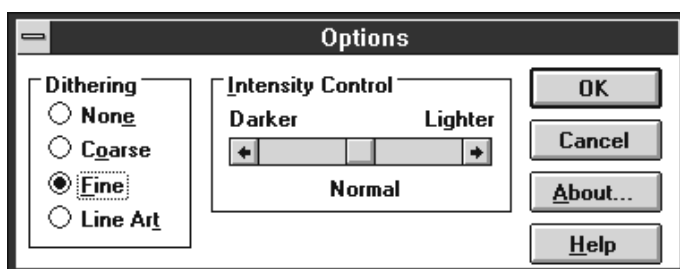 Options
Dithering
None
Coarse
Fine
Line Art
Intensity Control
Darker Lighter
Normal
OK
Cancel
About...
Help